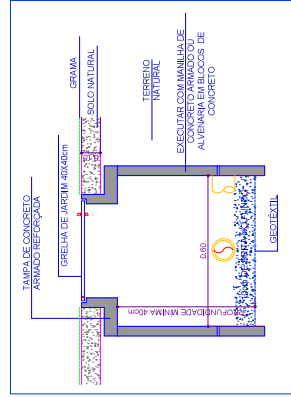 GRAMA
SOLO NATURAL
GRELHA DE JARDIM 40X40cm
TAMPA DE CONCRETO
ARMADO REFORÇADA
TERRENO
NATURAL
EXECUTAR COM MANILHA DE
CONCRETO ARMADO OU
ALVENARIA EM BLOCOS DE
CONCRETO
0.60
PROFUNDIDADE MINIMA 40cm
GEOTÊXTIL